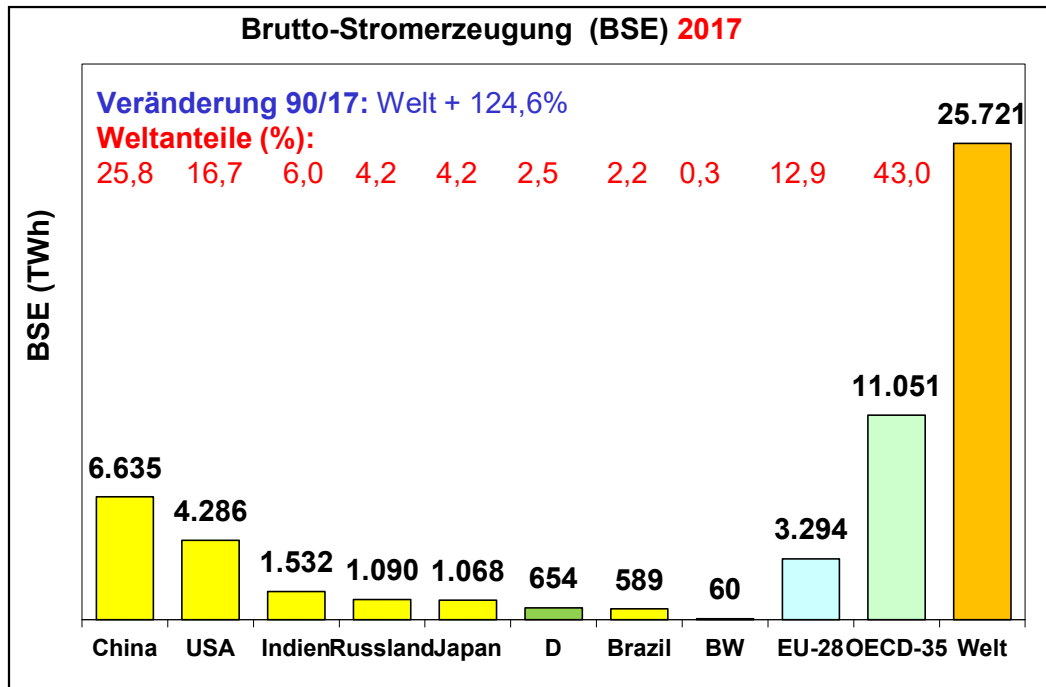 Brutto-Stromerzeugung (BSE) 2017
Veränderung 90/17: Welt + 124,6%
Weltanteile (%):
25,8 16,7 6,0 4,2 4,2 2,5 2,2 0,3 12,9 43,0
BSE (TWh)
6.635 4.286 1.532 1.090 1.068 654 589 60 3.294 11.051 25.721
China USA Indien Russland Japan D Brazil BW EU-28 OECD-35 Welt